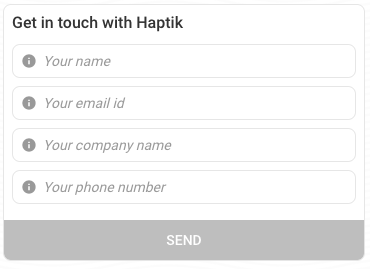 Get in touch with Haptik
Your name
Your email id
Your company name
Your phone number
SEND